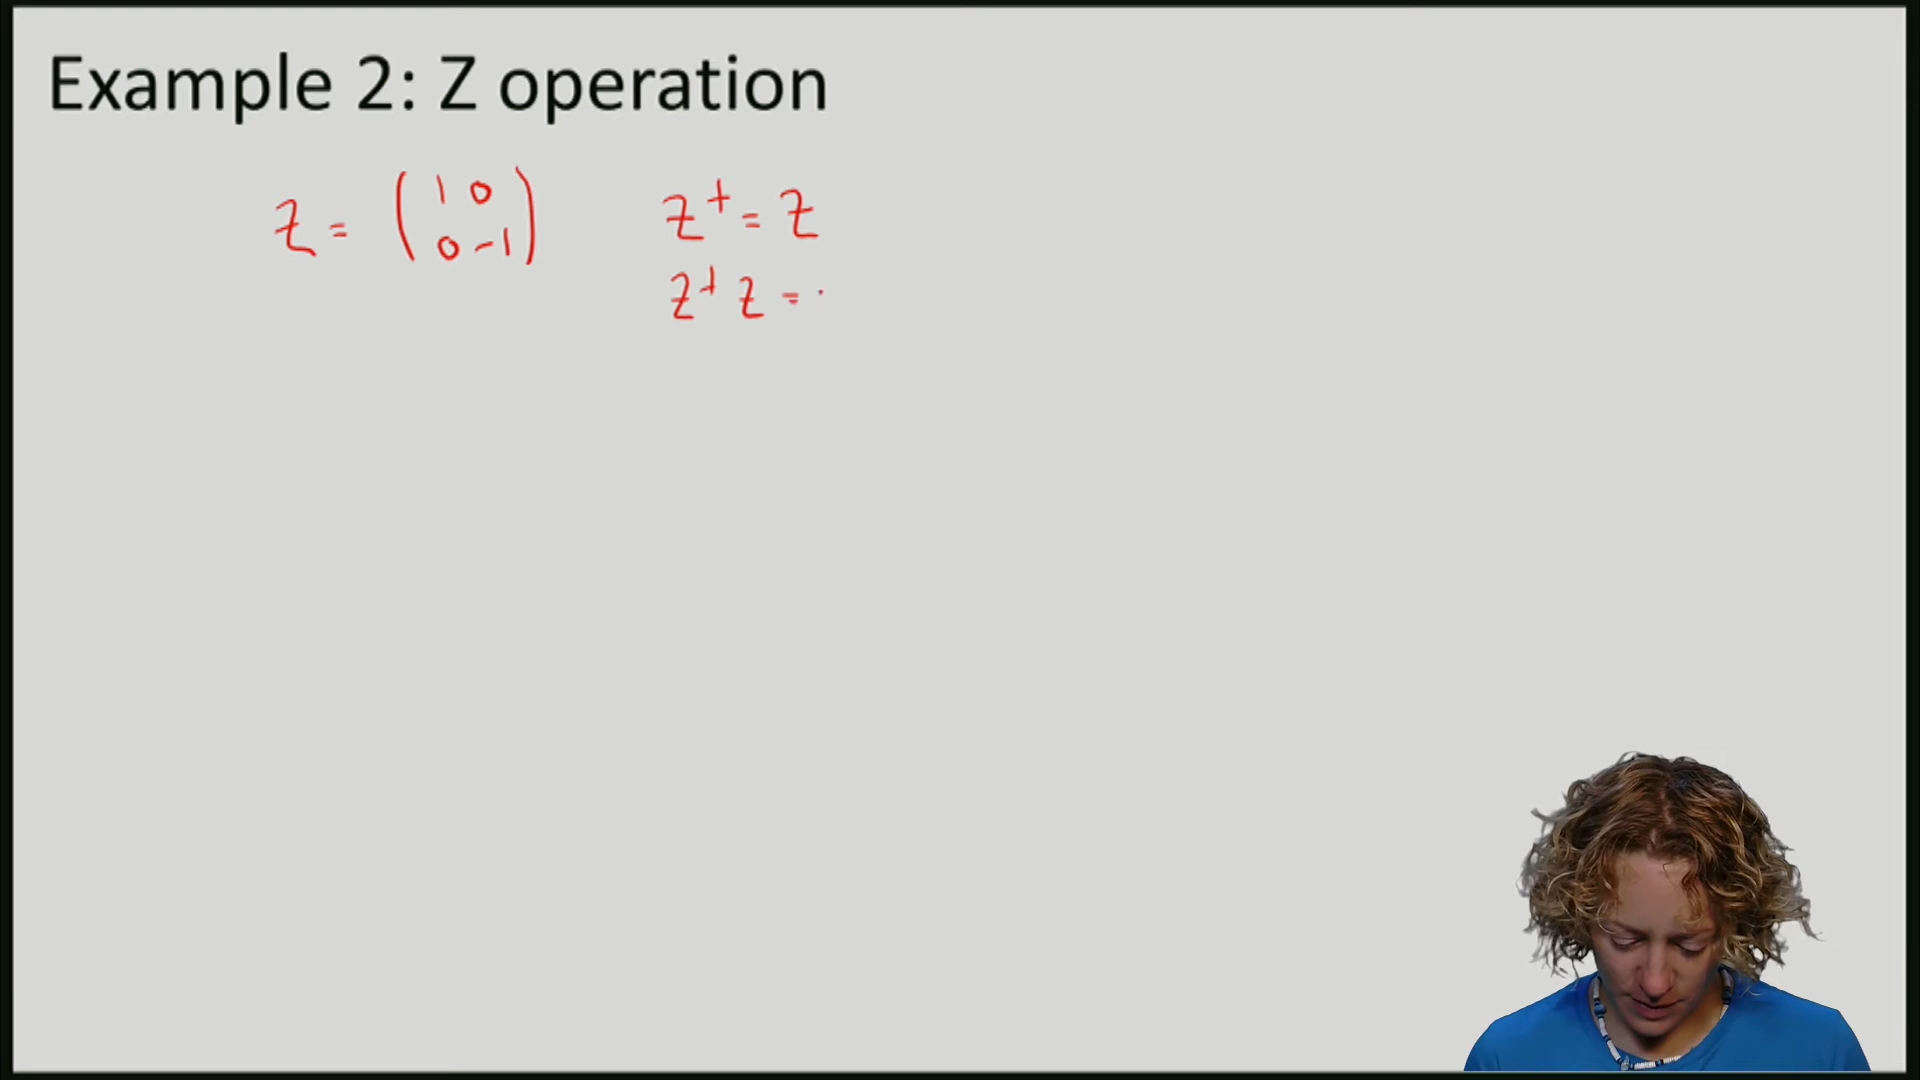 Example 2: Z operation
Z = ( 1 0
0 -1 )
Z† = Z
Z† Z =